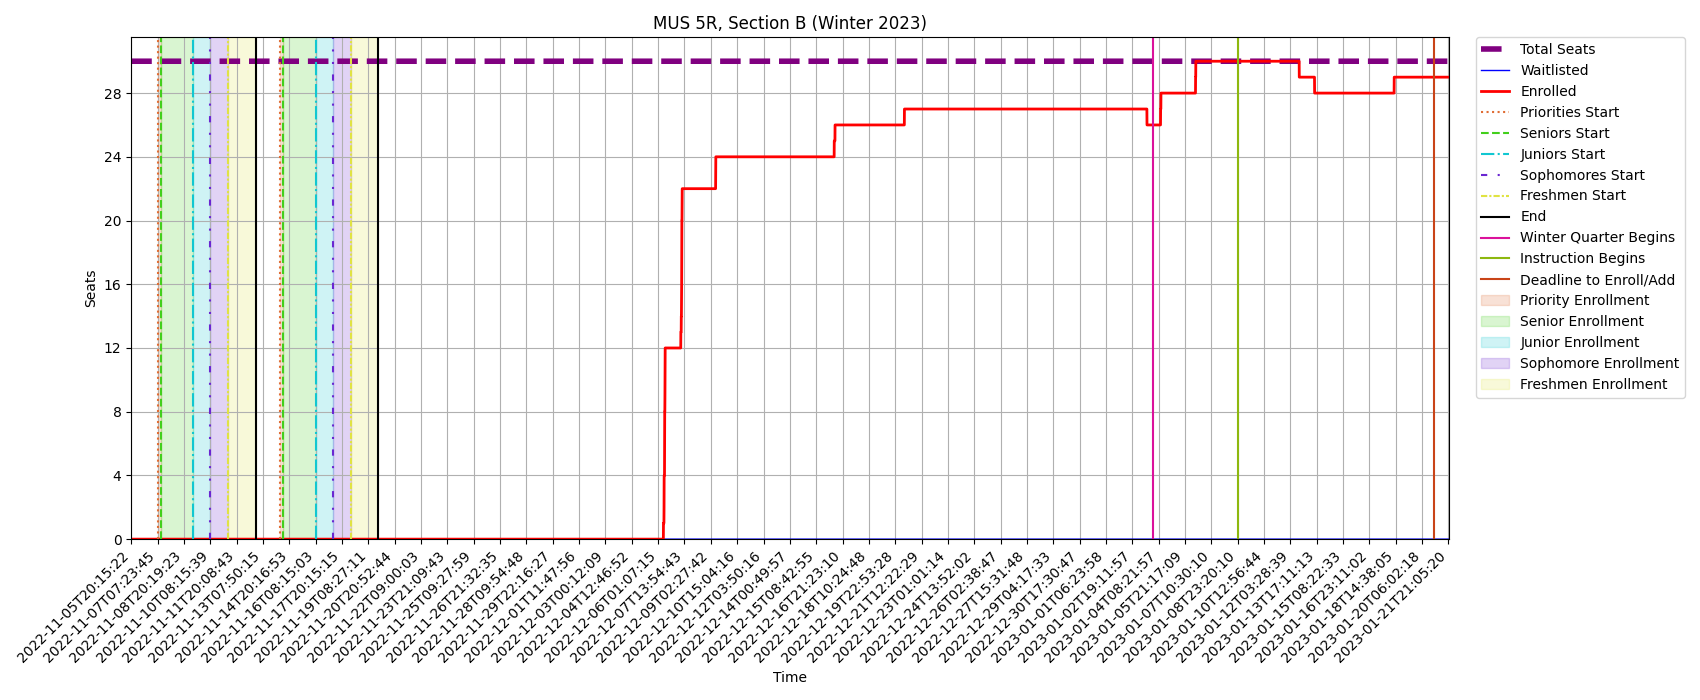 MUS 5R, Section B (Winter 2023)
Seats
28
24
20
16
12
8
4
0
2022-11-05T20:15:22
2022-11-07T07:23:45
2022-11-08T20:19:23
2022-11-10T08:15:39
2022-11-11T20:08:43
2022-11-13T07:50:15
2022-11-14T20:16:53
2022-11-16T08:15:03
2022-11-17T20:15:15
2022-11-19T08:27:11
2022-11-20T20:52:44
2022-11-22T09:00:03
2022-11-23T21:09:43
2022-11-25T09:27:59
2022-11-26T21:32:35
2022-11-28T09:54:48
2022-11-29T22:16:27
2022-12-01T11:47:56
2022-12-03T00:12:09
2022-12-04T12:46:52
2022-12-06T01:07:15
2022-12-07T13:54:43
2022-12-09T02:27:42
2022-12-10T15:04:16
2022-12-12T03:50:16
2022-12-14T00:49:57
2022-12-15T08:42:55
2022-12-16T21:23:10
2022-12-18T10:24:48
2022-12-19T22:53:28
2022-12-21T12:22:29
2022-12-23T01:01:14
2022-12-24T13:52:02
2022-12-26T02:38:47
2022-12-27T15:31:48
2022-12-29T04:17:33
2022-12-30T17:30:47
2023-01-01T06:23:58
2023-01-02T19:11:57
2023-01-04T08:21:57
2023-01-05T21:17:09
2023-01-07T10:30:10
2023-01-08T23:20:10
2023-01-10T12:56:44
2023-01-12T03:28:39
2023-01-13T17:11:13
2023-01-15T08:22:33
2023-01-16T23:11:02
2023-01-18T14:38:05
2023-01-20T06:02:18
2023-01-21T21:05:20
Time
Total Seats
Waitlisted
Enrolled
Priorities Start
Seniors Start
Juniors Start
Sophomores Start
Freshmen Start
End
Winter Quarter Begins
Instruction Begins
Deadline to Enroll/Add
Priority Enrollment
Senior Enrollment
Junior Enrollment
Sophomore Enrollment
Freshmen Enrollment